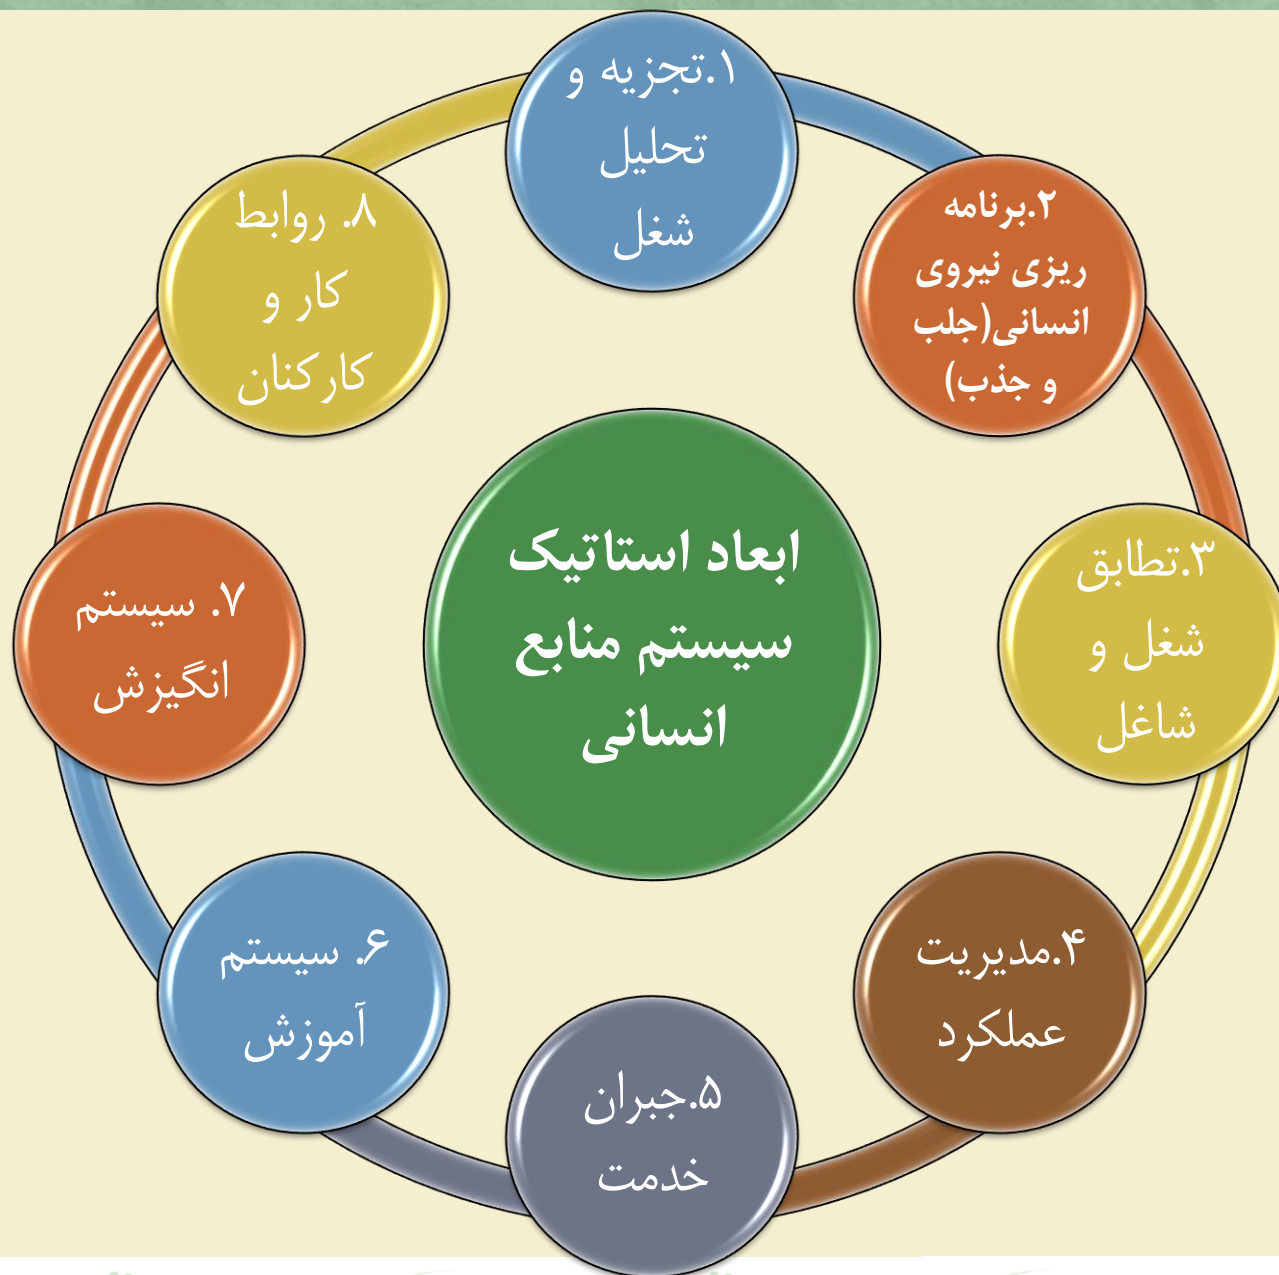 ۱.تجزیه و
تحلیل
شغل
۲.برنامه
ریزی نیروی
انسانی(جلب
و جذب)
۳.تطابق
شغل و
شاغل
۴.مدیریت
عملکرد
۵.جبران
خدمت
۶. سیستم
آموزش
۷. سیستم
انگیزش
۸. روابط
کار و
کارکنان
ابعاد استاتیک
سیستم منابع
انسانی